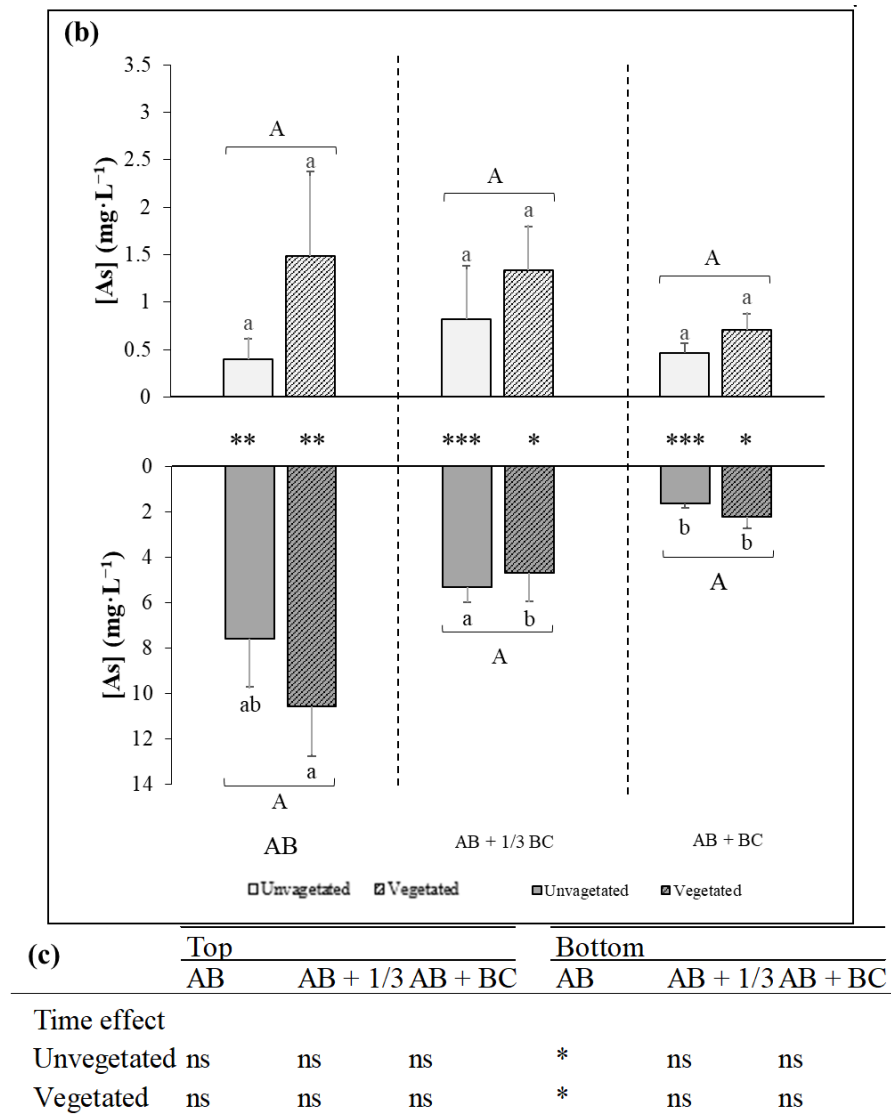 (b)
3.5
3
2.5
2
1.5
1
0.5
0
[As] (mg·L⁻¹)
A
a
a
A
a
a
A
a
a
** ** *** * *** *
0
2
4
6
8
10
12
14
[As] (mg·L⁻¹)
ab
a
A
a
b
A
b
b
A
AB AB + 1/3 BC AB + BC
Unvagetated Vegetated Unvagetated Vegetated
(c) Top Bottom
AB AB + 1/3 AB + BC AB AB + 1/3 AB + BC
Time effect
Unvegetated ns ns ns * ns ns
Vegetated ns ns ns * ns ns